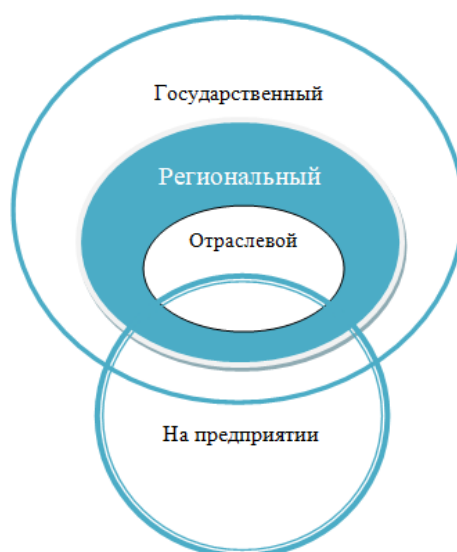 Государственный
Региональный
Отраслевой
На предприятии